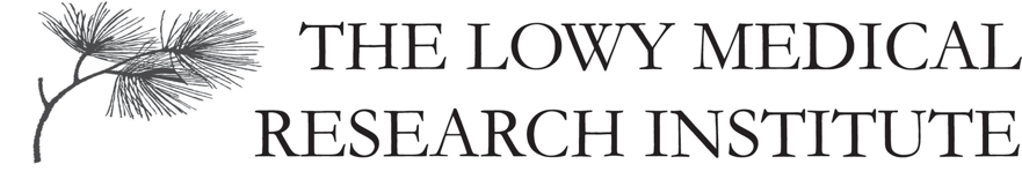 THE LOWY MEDICAL
RESEARCH INSTITUTE